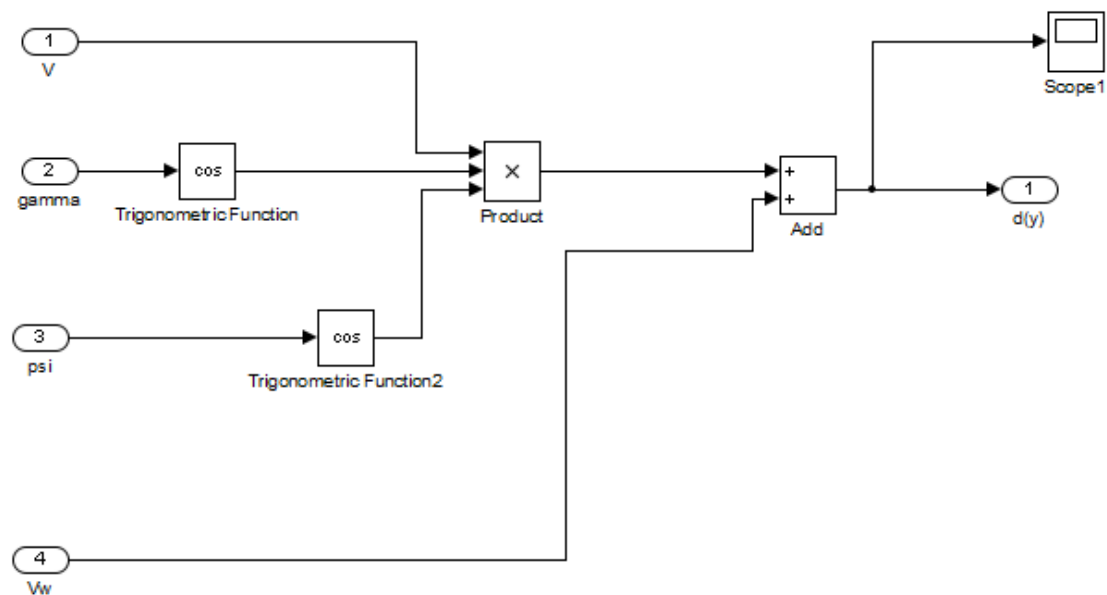 1
V
Scope1
2
gamma
cos
Trigonometric Function
×
Product
+
+
Add
1
d(y)
3
psi
cos
Trigonometric Function2
4
Vw